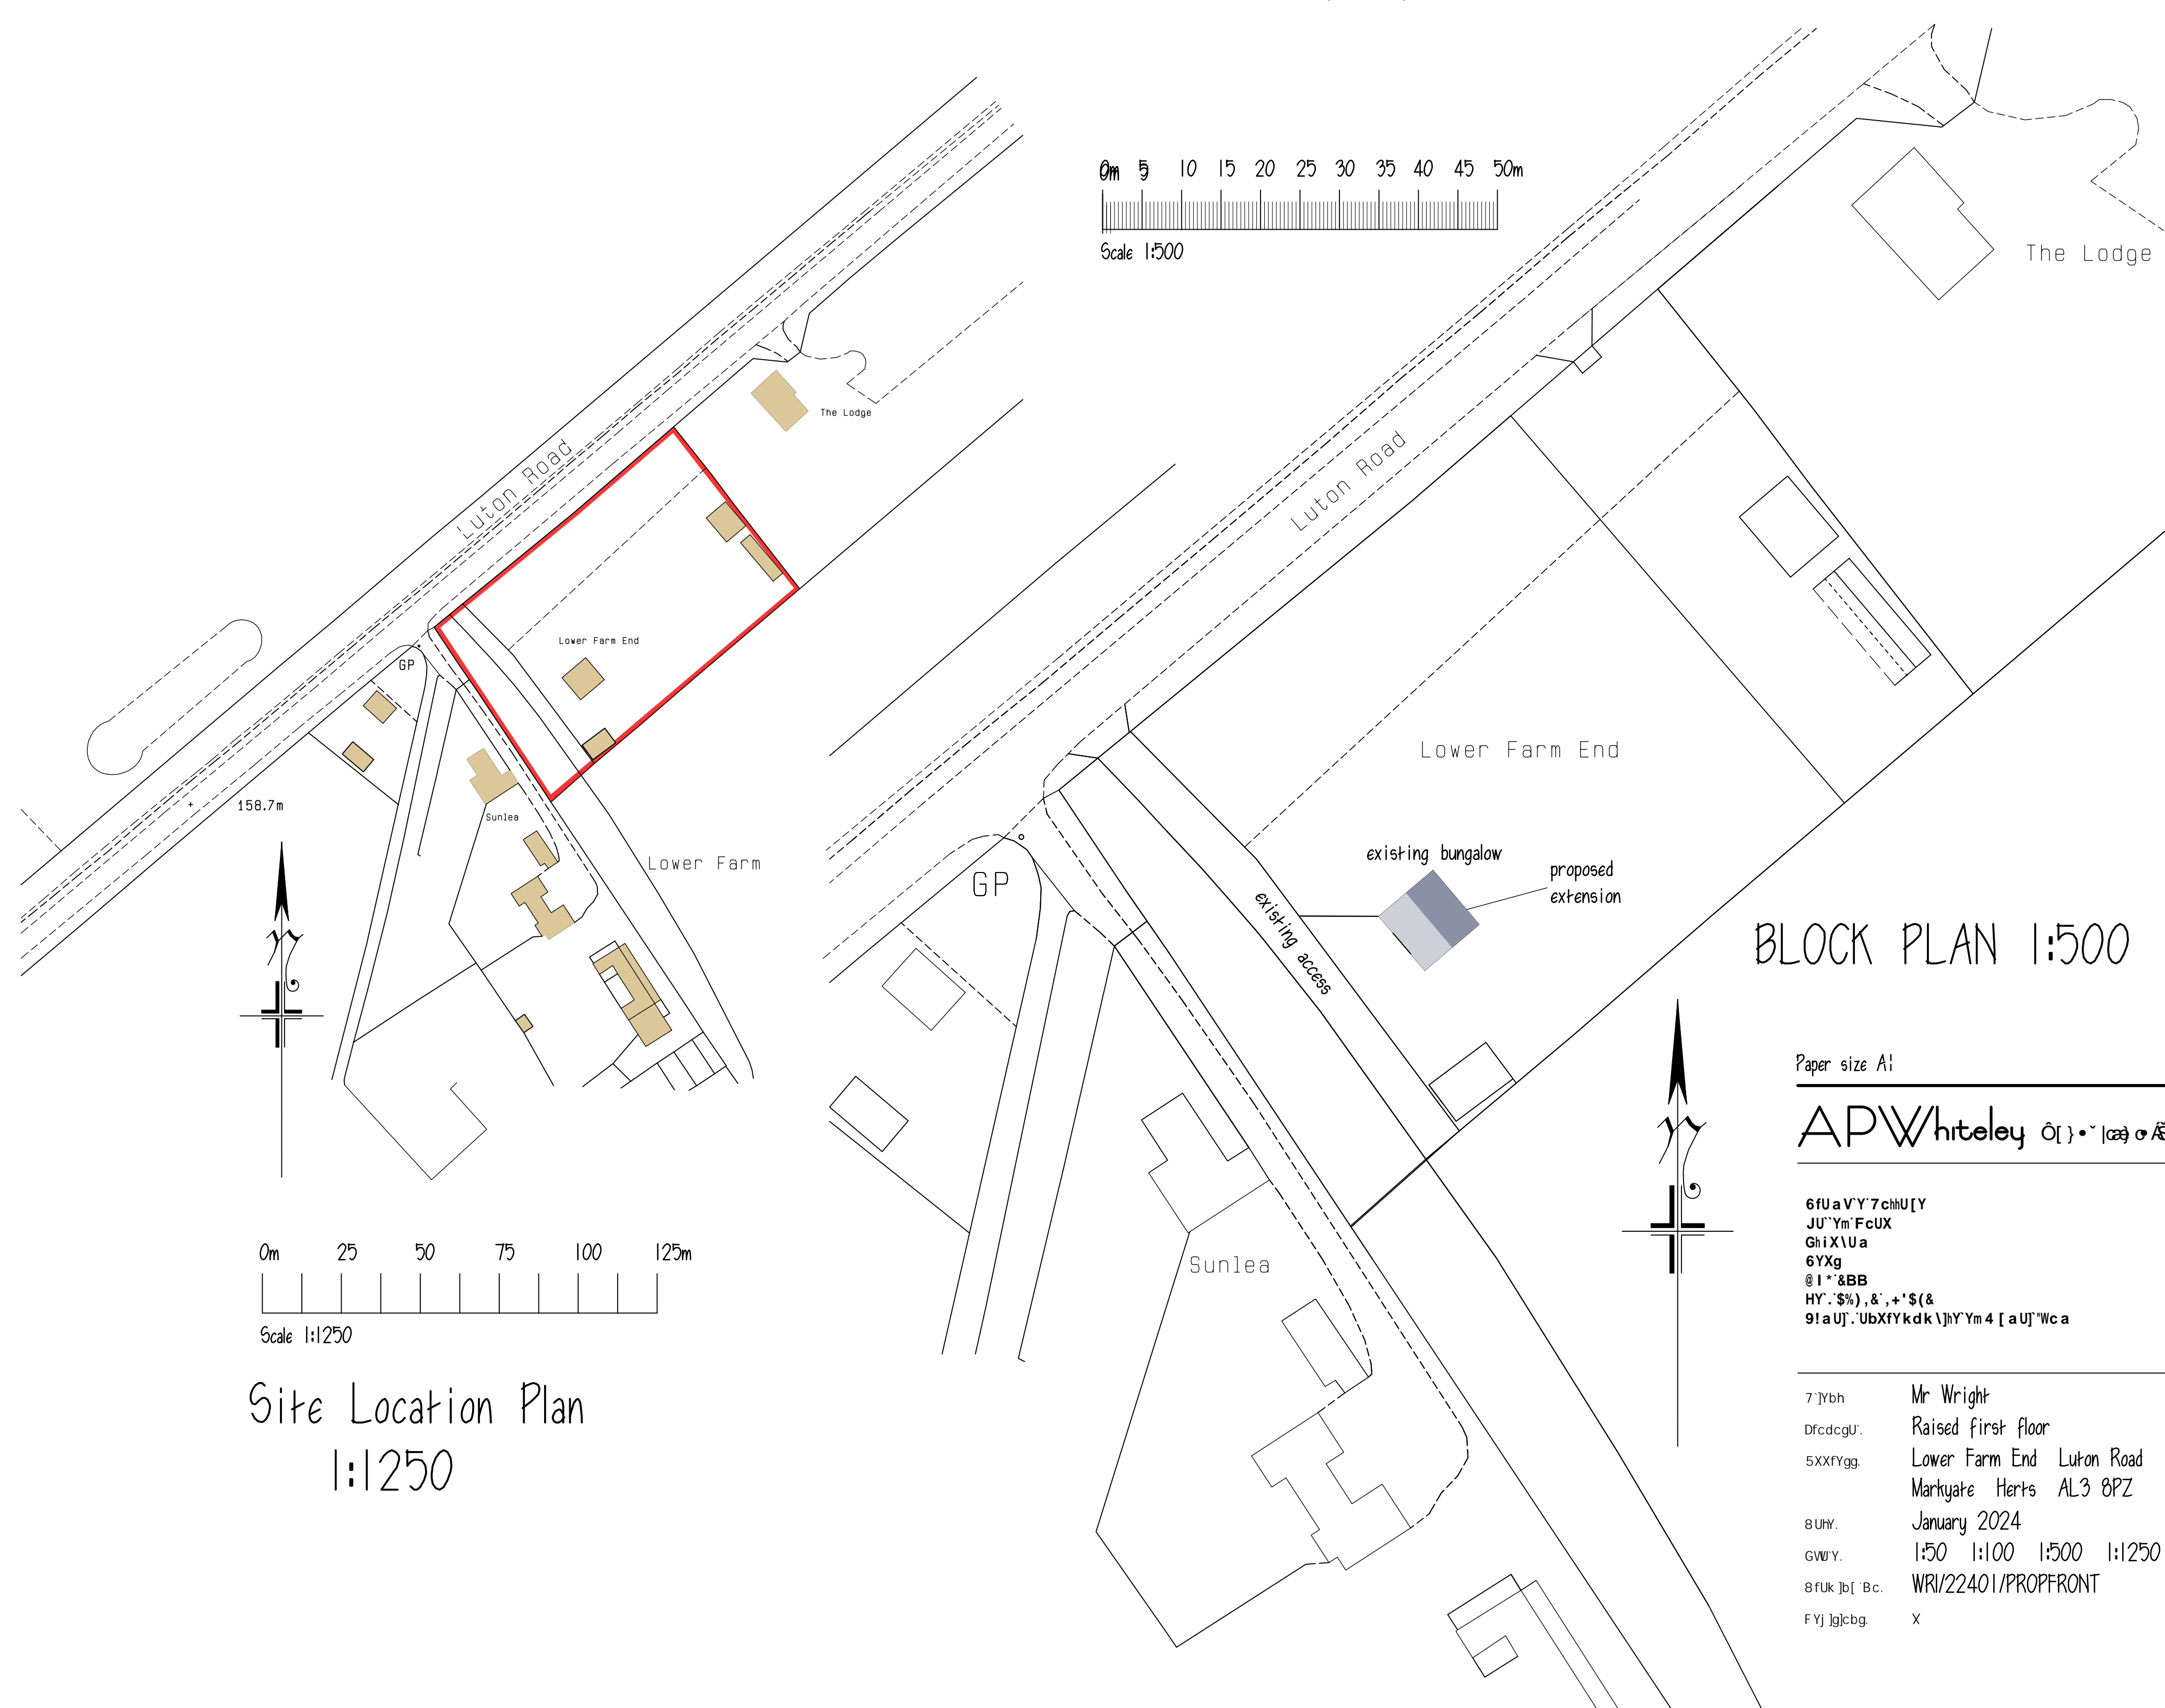 Luton Road
The Lodge
Lower Farm End
GP
158.7m
Sunlea
Lower Farm
N
0m 25 50 75 100 125m
Scale 1:1250
Site Location Plan
1:1250
0m 5 10 15 20 25 30 35 40 45 50m
Scale 1:500
The Lodge
Luton Road
Lower Farm End
existing bungalow
proposed
extension
existing access
GP
Sunlea
BLOCK PLAN 1:500
N
Paper size A1
APWhiteley
6YXg
Mr Wright
Raised first floor
Lower Farm End Luton Road
Markyate Herts AL3 8PZ
January 2024
1:50 1:100 1:500 1:1250
WRI/22401/PROPFRONT
X